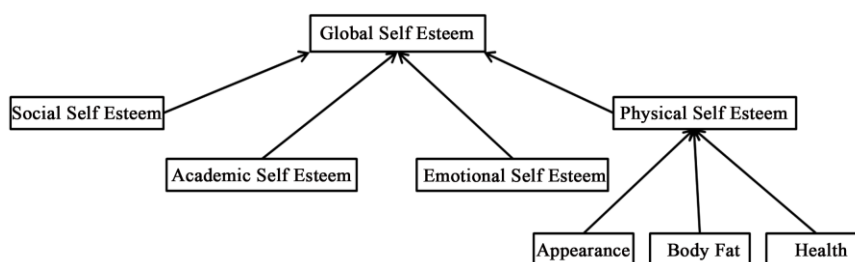 Global Self Esteem
Social Self Esteem
Physical Self Esteem
Academic Self Esteem
Emotional Self Esteem
Appearance
Body Fat
Health